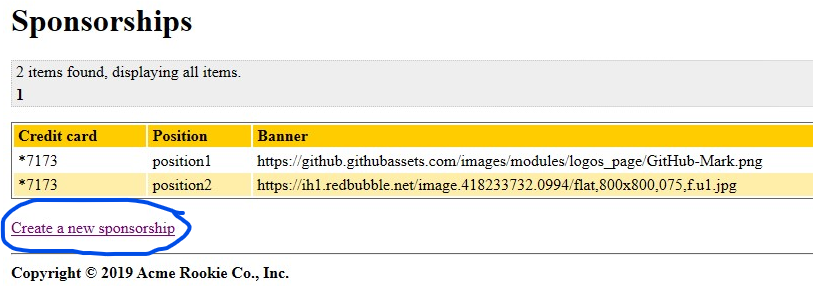 Sponsorships
2 items found, displaying all items.
1
Credit card Position Banner
*7173 position1 https://github.githubassets.com/images/modules/logos_page/GitHub-Mark.png
*7173 position2 https://ih1.redbubble.net/image.418233732.0994/flat,800x800,075,f.u1.jpg
Create a new sponsorship
Copyright © 2019 Acme Rookie Co., Inc.